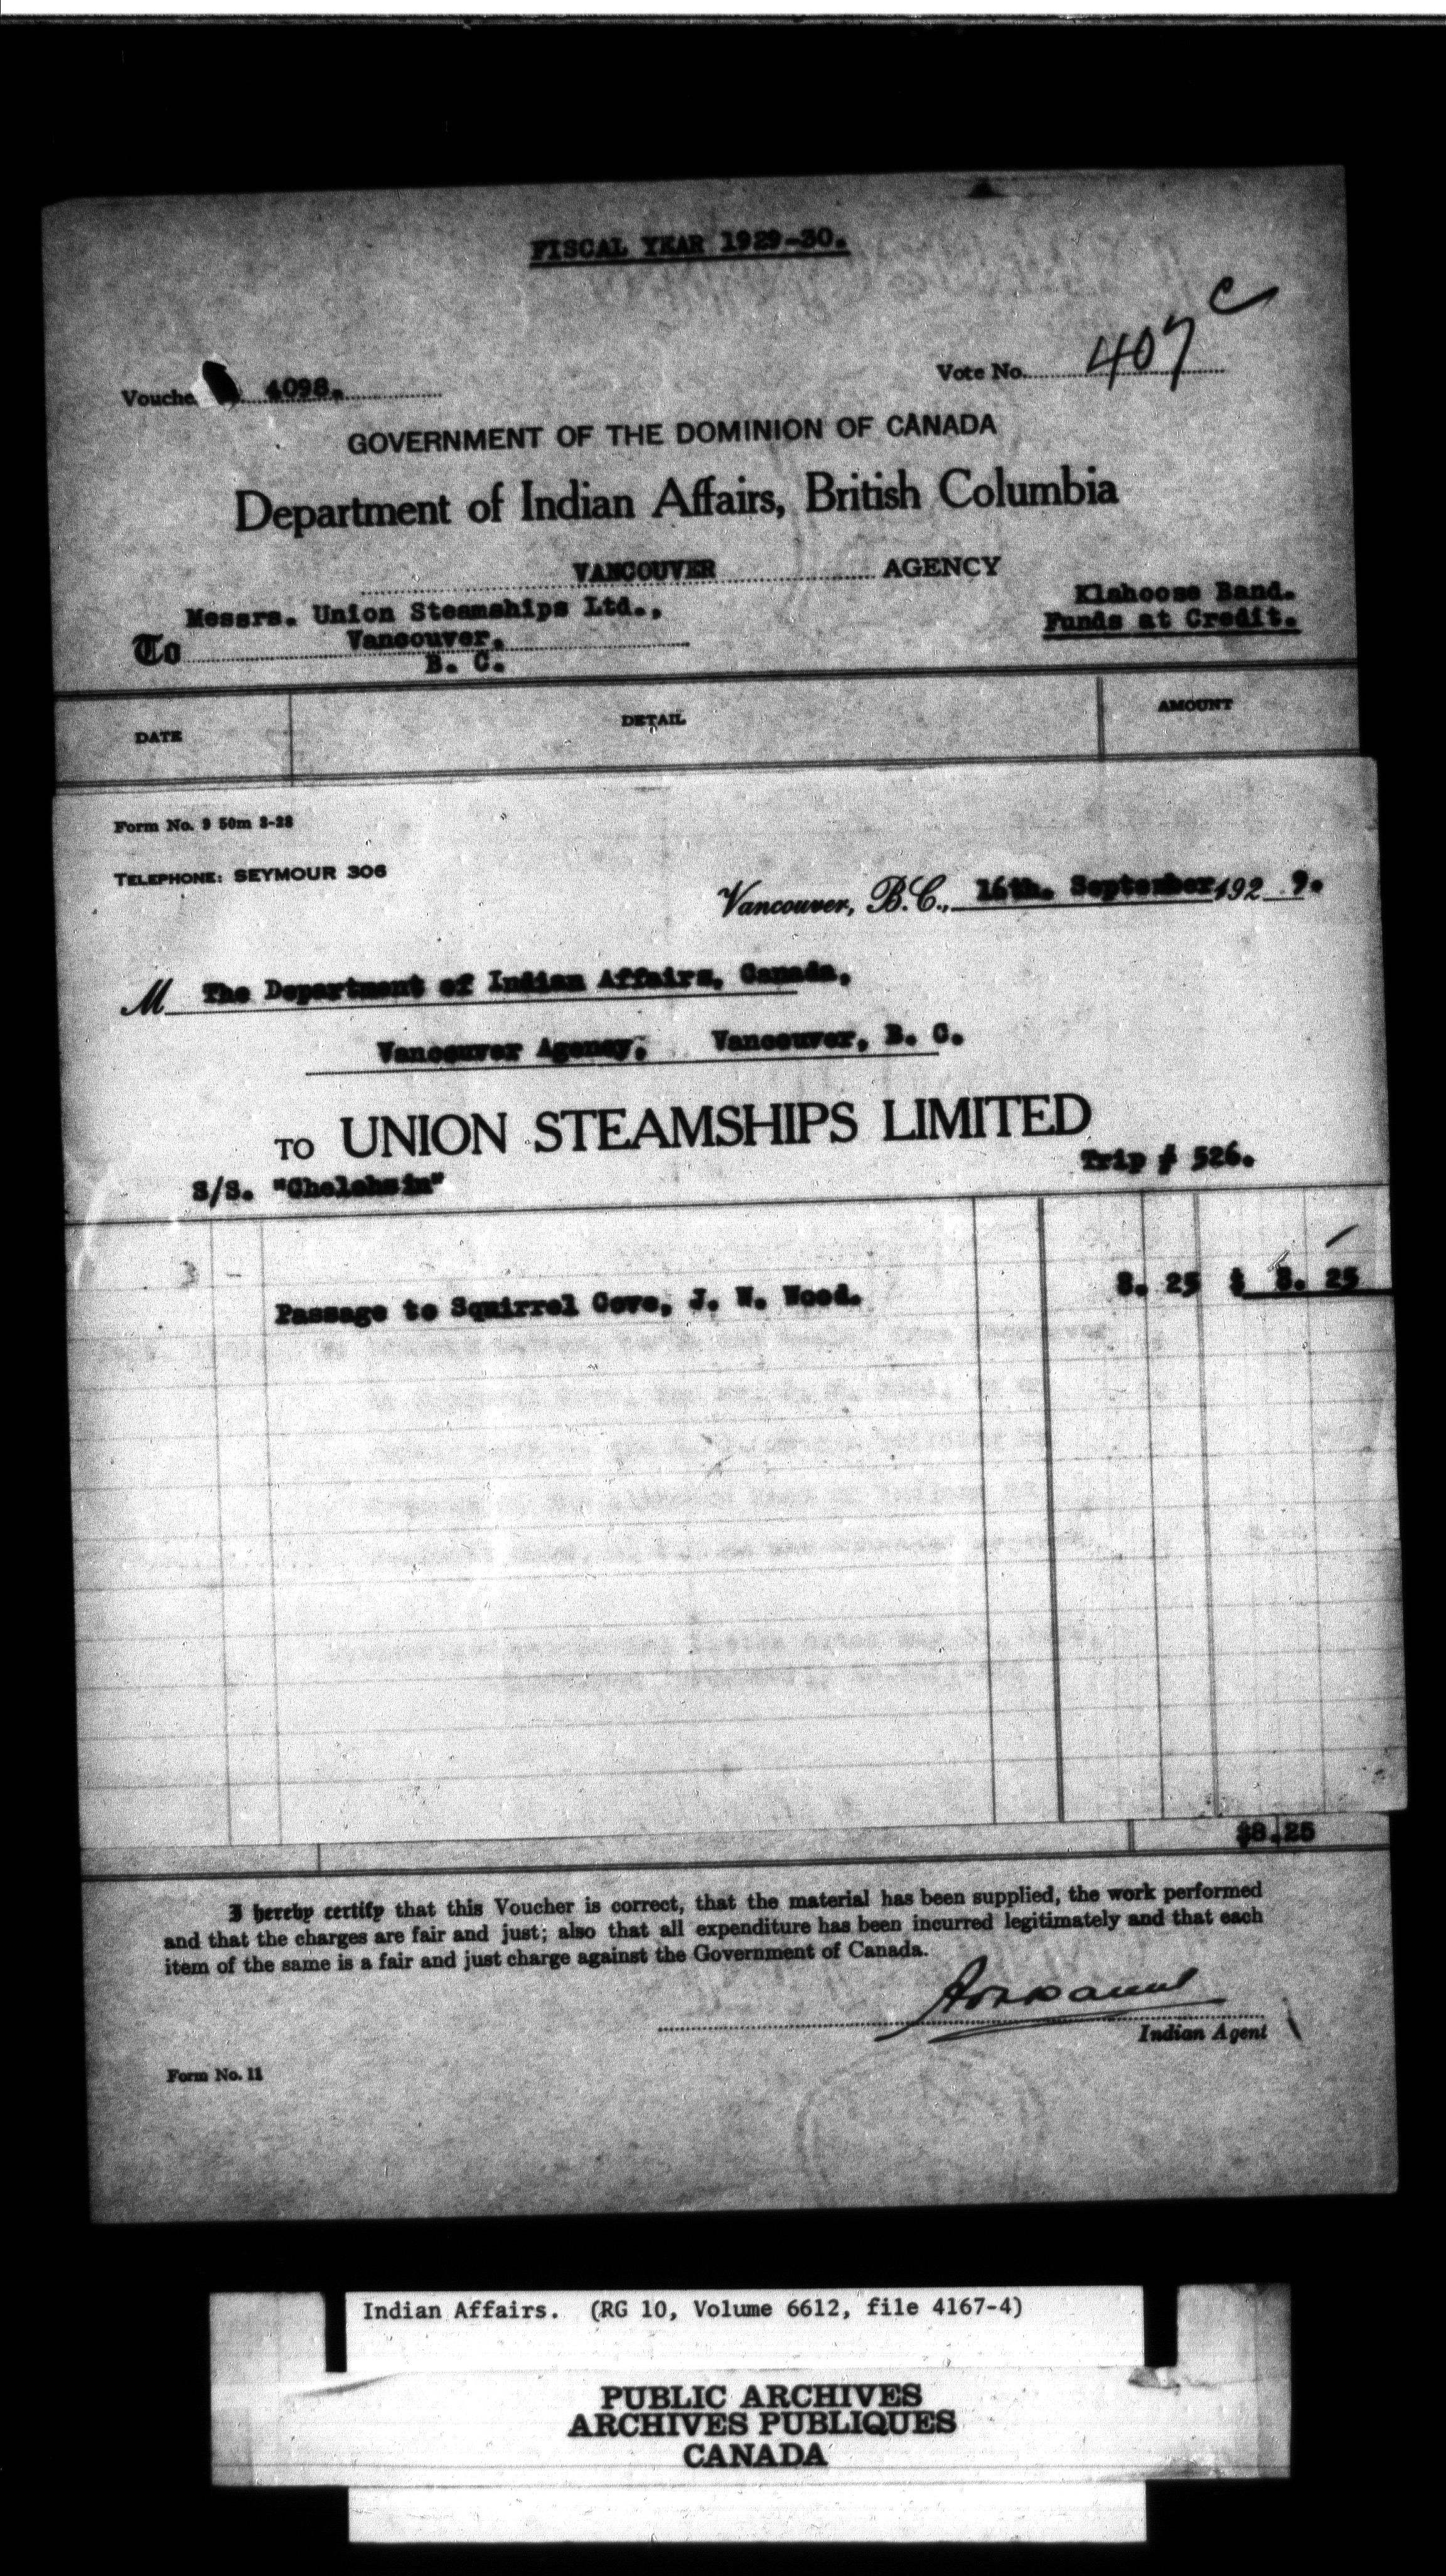 FISCAL YEAR 1929-30.
C
Vote No. 407
Vouche 4098.
GOVERNMENT OF THE DOMINION OF CANADA
Department of Indian Affairs, British Columbia
VANCOUVER AGENCY
Klahoose Band.
Funds at Credit.
Messrs. Union Steamships Ltd.,
To Vancouver,
B. C.
DATE DETAIL AMOUNT
Form No. 9 50m 8-28
TELEPHONE: SEYMOUR 306
Vancouver, B.C., 16th. September, 192 9.
M The Department of Indian Affairs, Canada,
Vancouver Agency, Vancouver, B. C.
TO UNION STEAMSHIPS LIMITED
S/S. "Chelohsin" Trip # 526.
Passage to Squirrel Cove, J. W. Wood. 8. 25 $ 8. 25
$8.25
I hereby certify that this Voucher is correct, that the material has been supplied, the work performed
and that the charges are fair and just; also that all expenditure has been incurred legitimately and that each
item of the same is a fair and just charge against the Government of Canada.
Indian Agent
Form No. 11
Indian Affairs. (RG 10, Volume 6612, file 4167-4)
PUBLIC ARCHIVES
ARCHIVES PUBLIQUES
CANADA